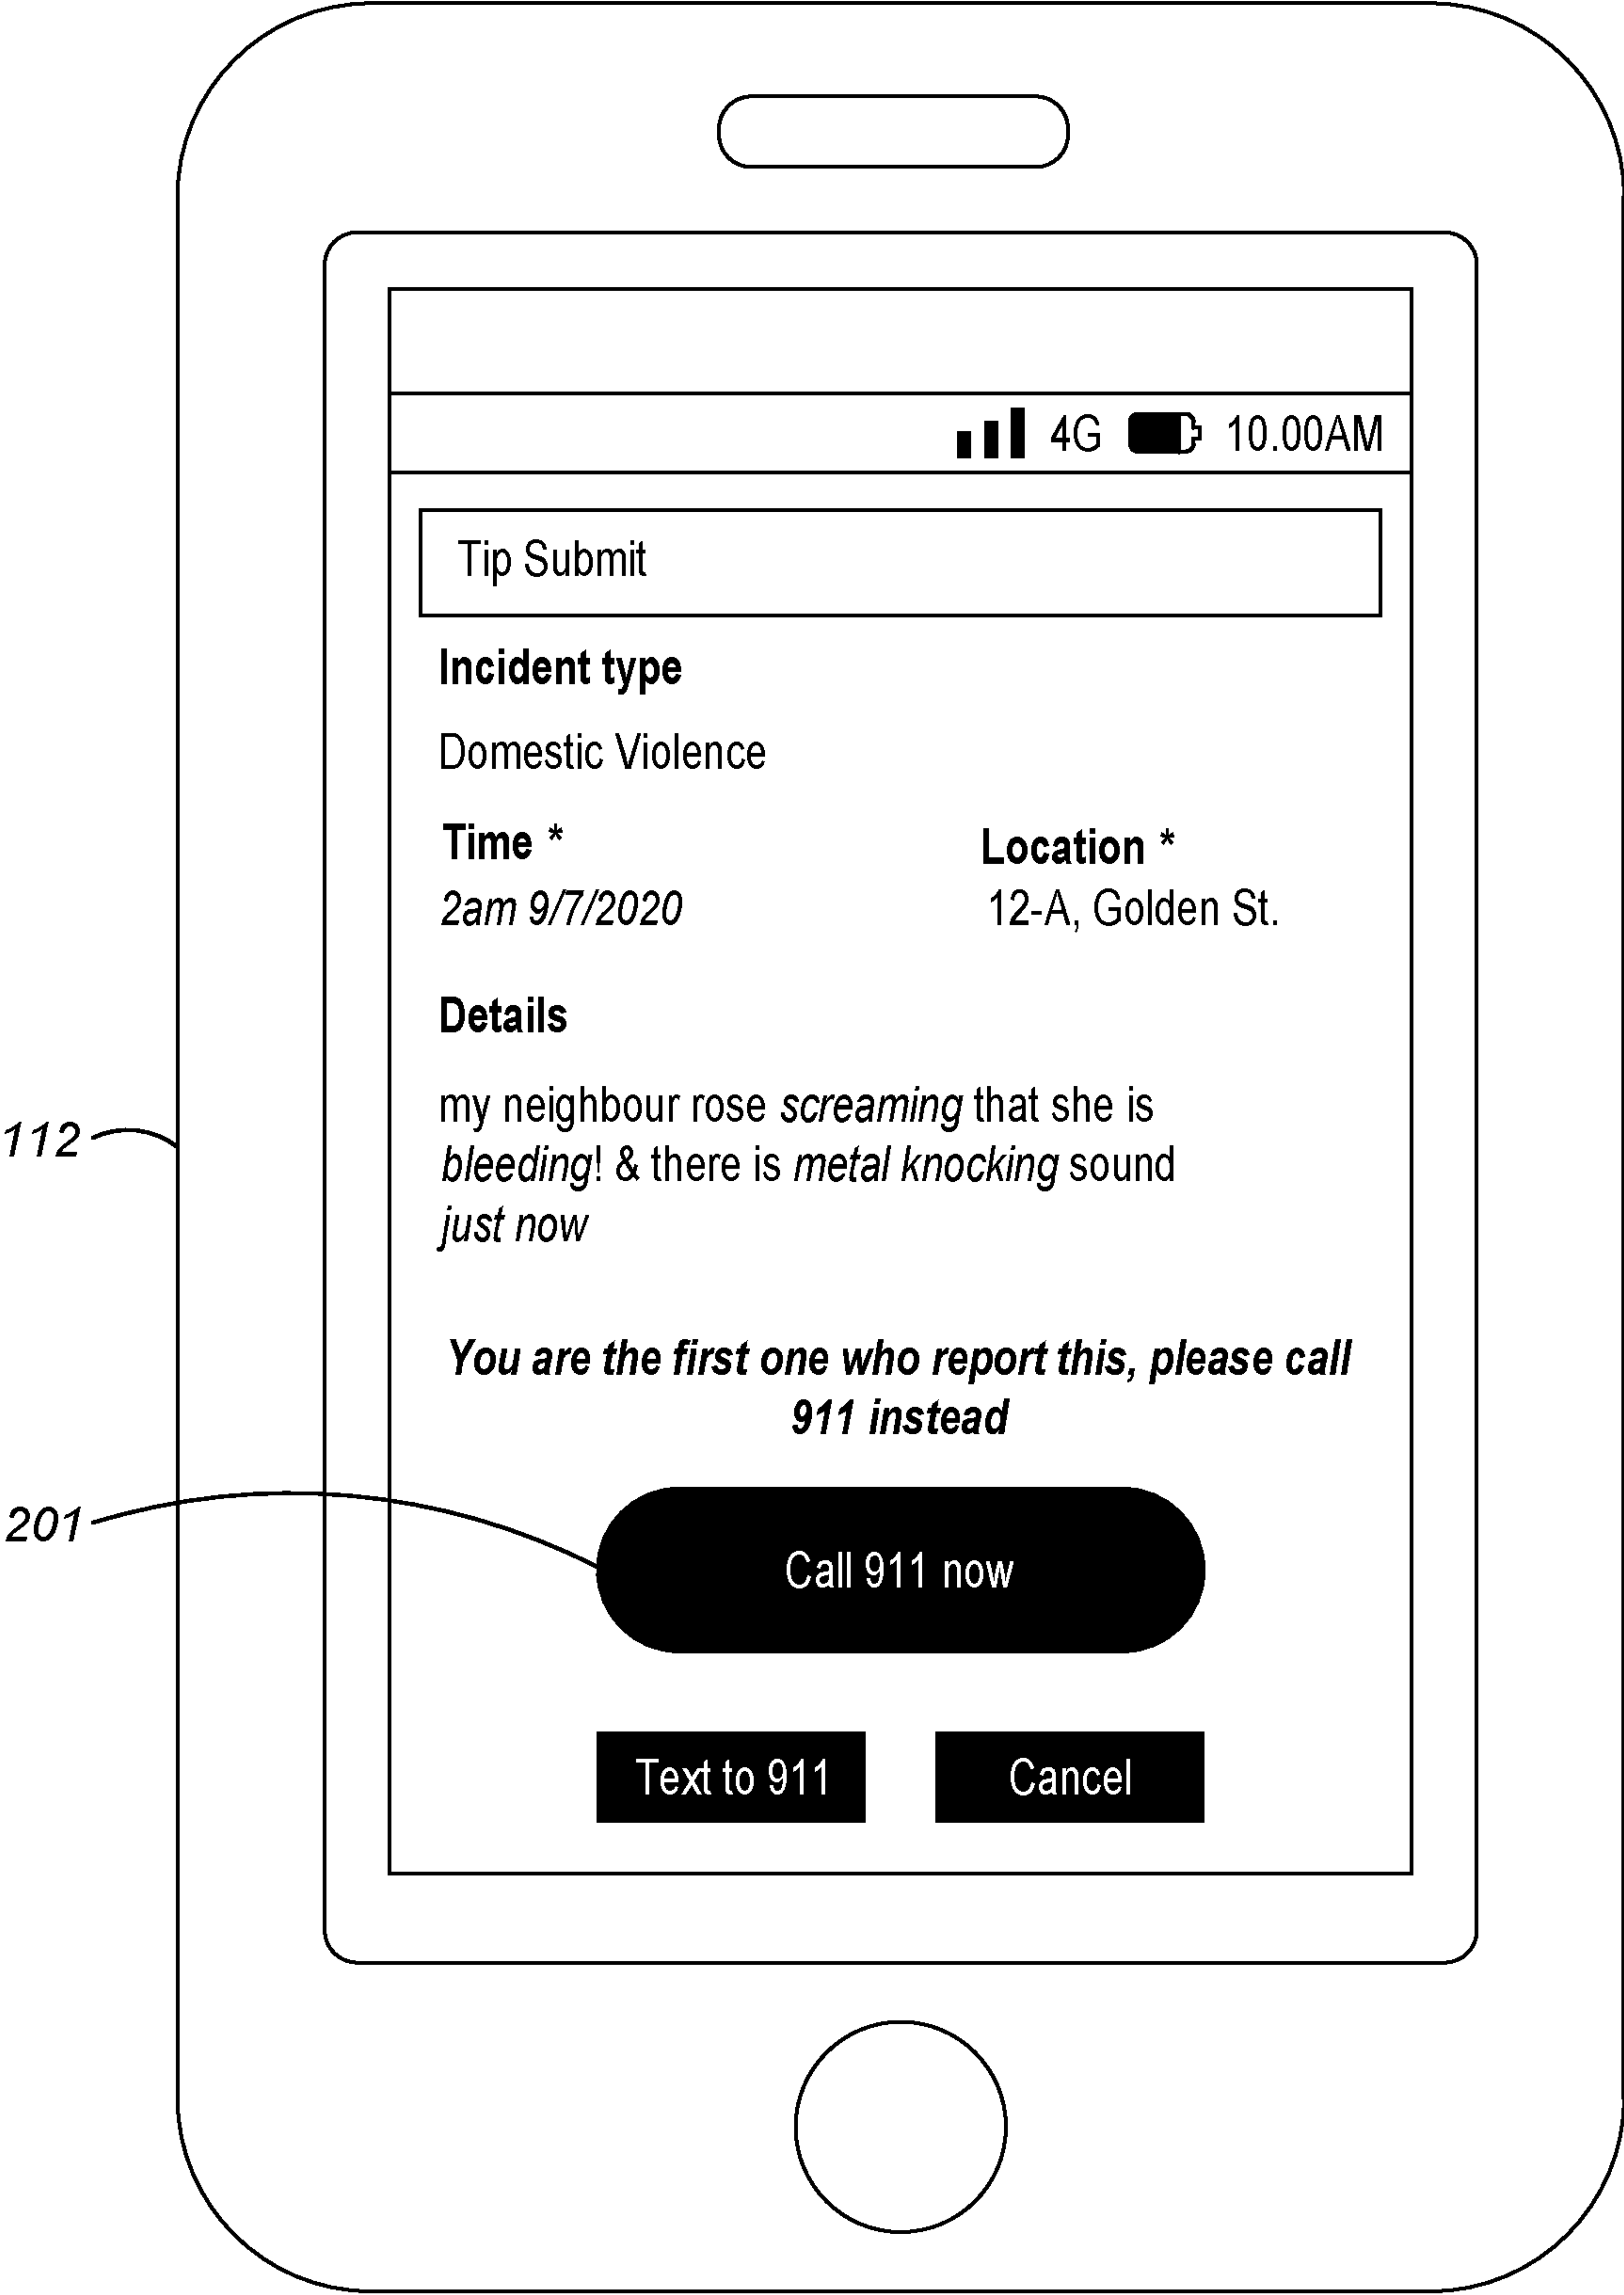 4G 10.00AM
Tip Submit
Incident type
Domestic Violence
Time * Location *
2am 9/7/2020 12-A, Golden St.
Details
my neighbour rose screaming that she is
bleeding! & there is metal knocking sound
just now
112
You are the first one who report this, please call
911 instead
201
Call 911 now
Text to 911 Cancel